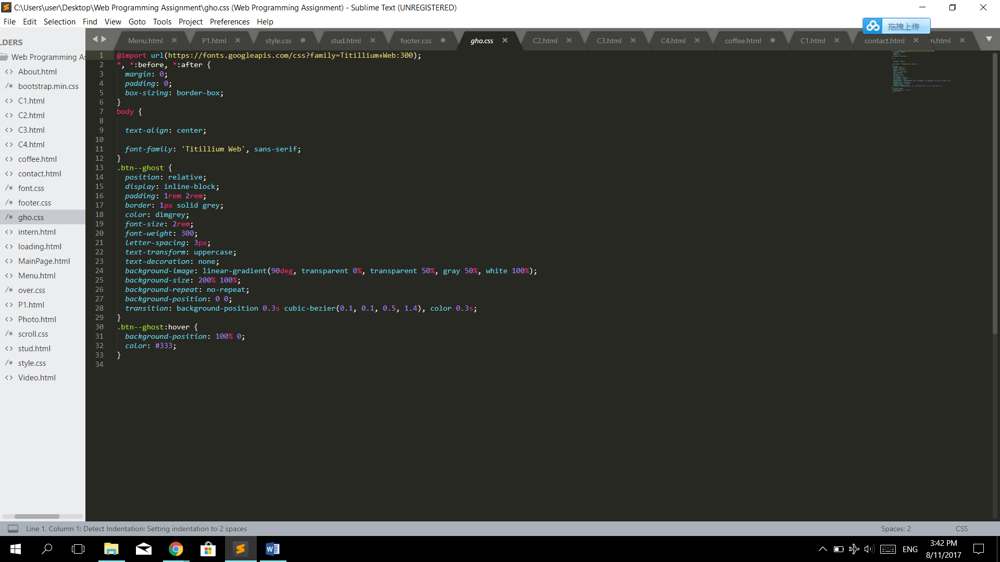 C:\Users\user\Desktop\Web Programming Assignment\gho.css (Web Programming Assignment) - Sublime Text (UNREGISTERED)
File Edit Selection Find View Goto Tools Project Preferences Help
拖拽上传
Menu.html P1.html style.css stud.html footer.css gho.css C2.html C3.html C4.html coffee.html C1.html contact.html n.html
LDERS
Web Programming As
About.html
bootstrap.min.css
C1.html
C2.html
C3.html
C4.html
coffee.html
contact.html
font.css
footer.css
gho.css
intern.html
loading.html
MainPage.html
Menu.html
over.css
P1.html
Photo.html
scroll.css
stud.html
style.css
Video.html
1 @import url(https://fonts.googleapis.com/css?family=Titillium+Web:300);
2 *, *:before, *:after {
3 margin: 0;
4 padding: 0;
5 box-sizing: border-box;
6 }
7 body {
8
9 text-align: center;
10
11 font-family: 'Titillium Web', sans-serif;
12 }
13 .btn--ghost {
14 position: relative;
15 display: inline-block;
16 padding: 1rem 2rem;
17 border: 1px solid grey;
18 color: dimgrey;
19 font-size: 2rem;
20 font-weight: 300;
21 letter-spacing: 3px;
22 text-transform: uppercase;
23 text-decoration: none;
24 background-image: linear-gradient(90deg, transparent 0%, transparent 50%, gray 50%, white 100%);
25 background-size: 200% 100%;
26 background-repeat: no-repeat;
27 background-position: 0 0;
28 transition: background-position 0.3s cubic-bezier(0.1, 0.1, 0.5, 1.4), color 0.3s;
29 }
30 .btn--ghost:hover {
31 background-position: 100% 0;
32 color: #333;
33 }
34
Line 1, Column 1; Detect Indentation: Setting indentation to 2 spaces
Spaces: 2 CSS
ENG
3:42 PM
8/11/2017